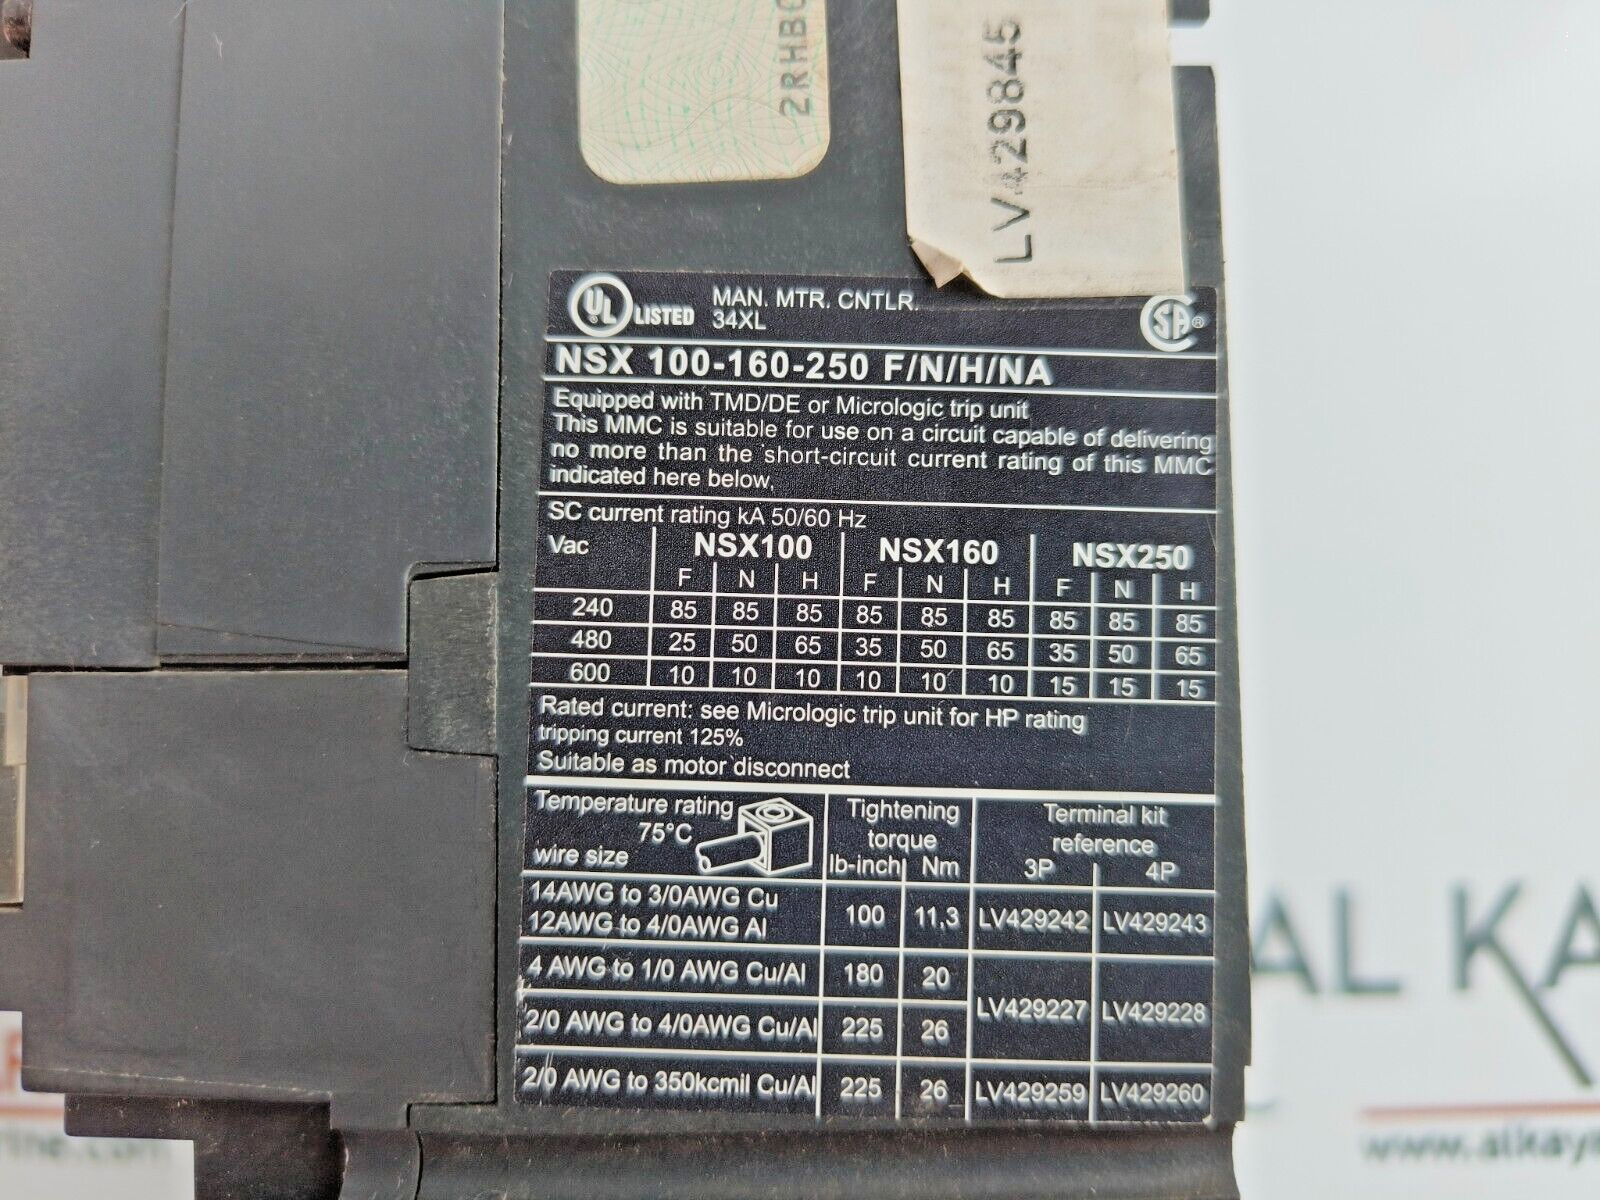 2RHB
LV429845
UL LISTED MAN. MTR. CNTLR.
34XL
SA ®
NSX 100-160-250 F/N/H/NA
Equipped with TMD/DE or Micrologic trip unit
This MMC is suitable for use on a circuit capable of delivering
no more than the short-circuit current rating of this MMC
indicated here below,
SC current rating kA 50/60 Hz
Vac NSX100 NSX160 NSX250
F N H F N H F N H
240 85 85 85 85 85 85 85 85 85
480 25 50 65 35 50 65 35 50 65
600 10 10 10 10 10 10 15 15 15
Rated current: see Micrologic trip unit for HP rating
tripping current 125%
Suitable as motor disconnect
Temperature rating Tightening Terminal kit
75°C torque reference
wire size lb-inch Nm 3P 4P
14AWG to 3/0AWG Cu
12AWG to 4/0AWG Al 100 11,3 LV429242 LV429243
4 AWG to 1/0 AWG Cu/Al 180 20
LV429227 LV429228
2/0 AWG to 4/0AWG Cu/Al 225 26
2/0 AWG to 350kcmil Cu/Al 225 26 LV429259 LV429260
AL KA
www.alkays
rine.com